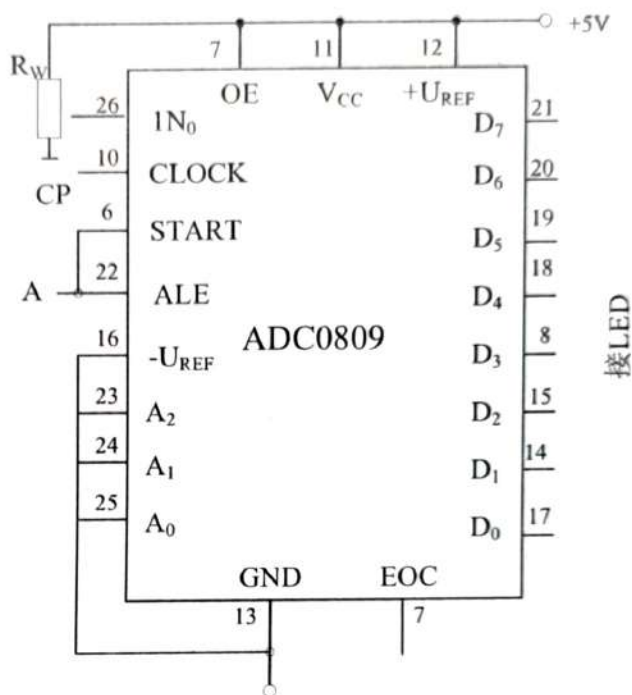 +5V
7 11 12
R_W OE V_CC +U_REF
26 1N_0 D_7 21
10 CLOCK D_6 20
CP
6 START D_5 19
A 22 ALE D_4 18
16 -U_REF ADC0809 D_3 8
接LED
23 A_2 D_2 15
24 A_1 D_1 14
25 A_0 D_0 17
GND EOC
13 7